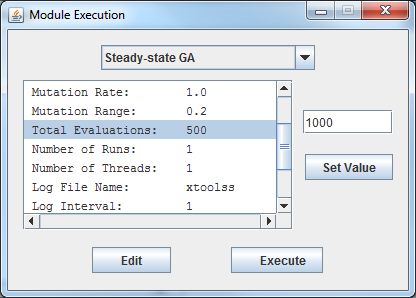 Module Execution
Steady-state GA
Mutation Rate: 1.0
Mutation Range: 0.2
Total Evaluations: 500
Number of Runs: 1
Number of Threads: 1
Log File Name: xtoolss
Log Interval: 1
1000
Set Value
Edit
Execute